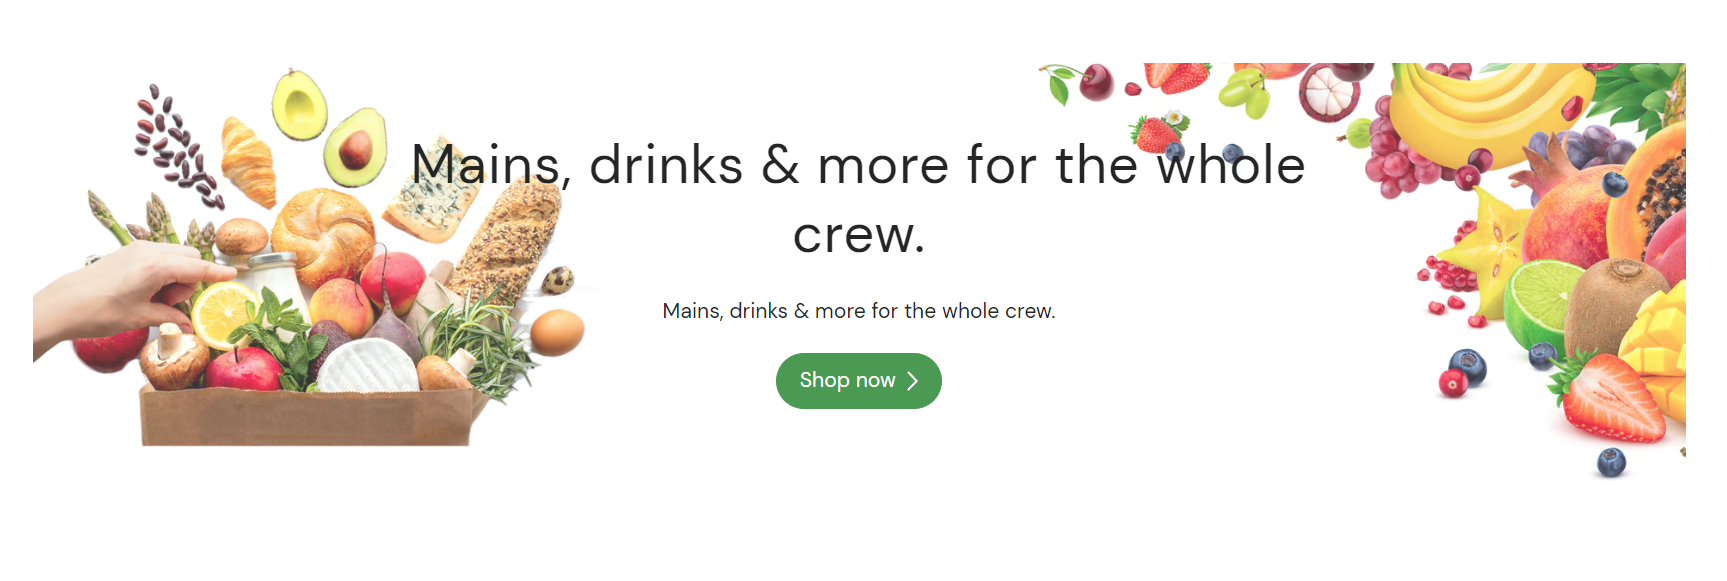 Mains, drinks & more for the whole
crew.
Mains, drinks & more for the whole crew.
Shop now